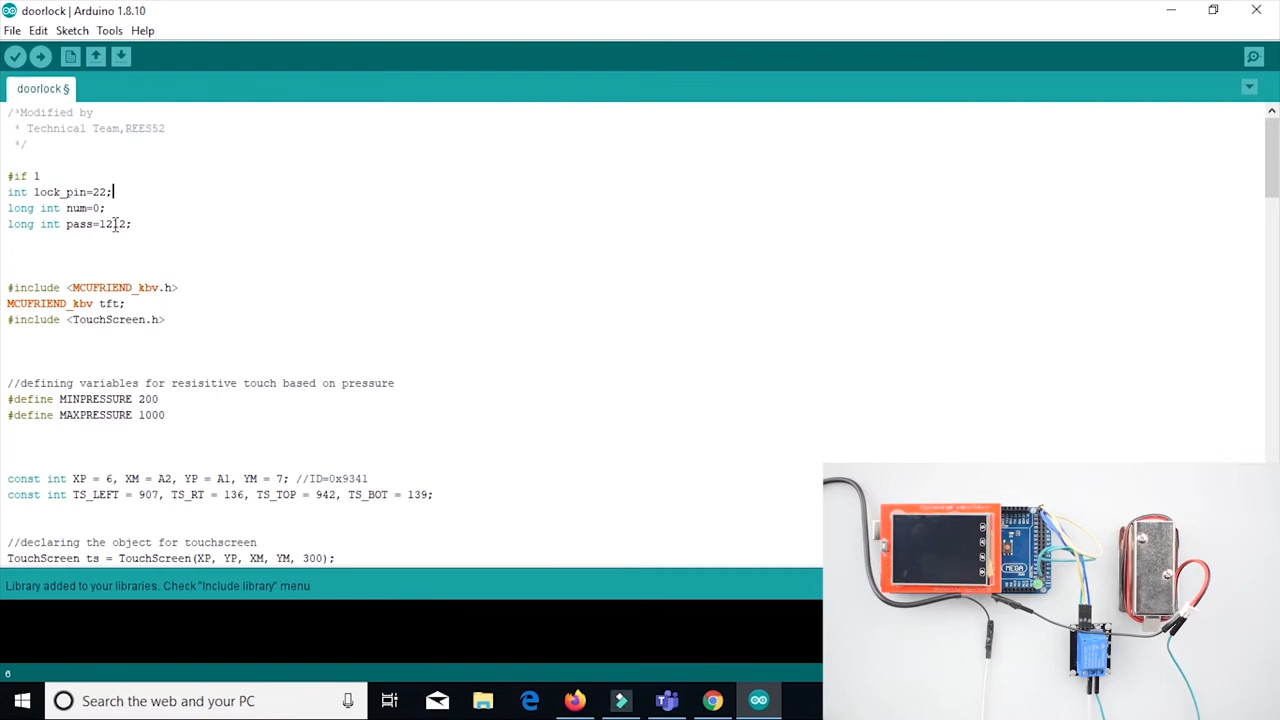 doorlock | Arduino 1.8.10
File Edit Sketch Tools Help
doorlock §
/*Modified by
* Technical Team,REES52
*/
#if 1
int lock_pin=22;
long int num=0;
long int
#include <MCUFRIEND_kbv.h>
MCUFRIEND_kbv tft;
#include <TouchScreen.h>
//defining variables for resisitive touch based on pressure
#define MINPRESSURE 200
#define MAXPRESSURE 1000
const int XP = 6, XM = A2, YP = A1, YM = 7; //ID=0x9341
const int TS_LEFT = 907, TS_RT = 136, TS_TOP = 942, TS_BOT = 139;
//declaring the object for touchscreen
TouchScreen ts = TouchScreen(XP, YP, XM, YM, 300);
Library added to your libraries. Check "Include library" menu
MEGA
6
Search the web and your PC